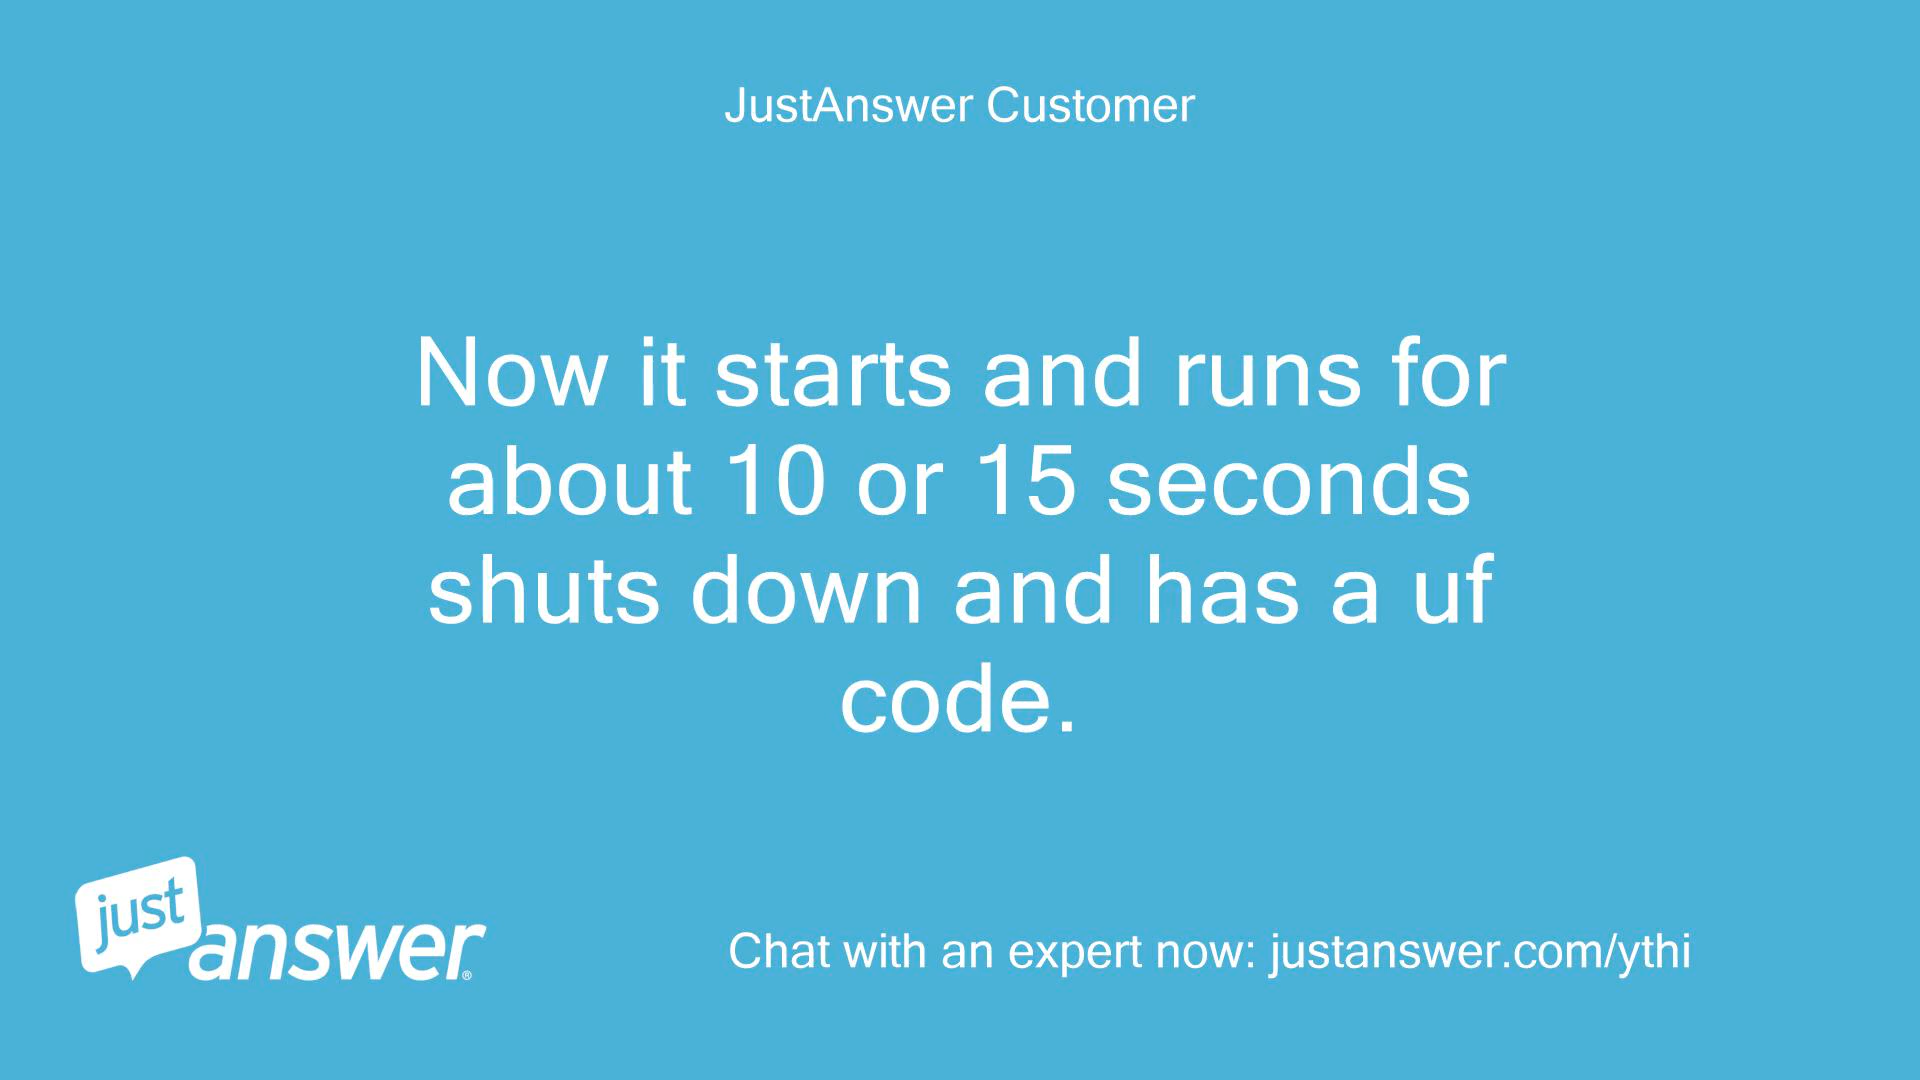 JustAnswer Customer
Now it starts and runs for
about 10 or 15 seconds
shuts down and has a uf
code.
just
answer®
Chat with an expert now: justanswer.com/ythi